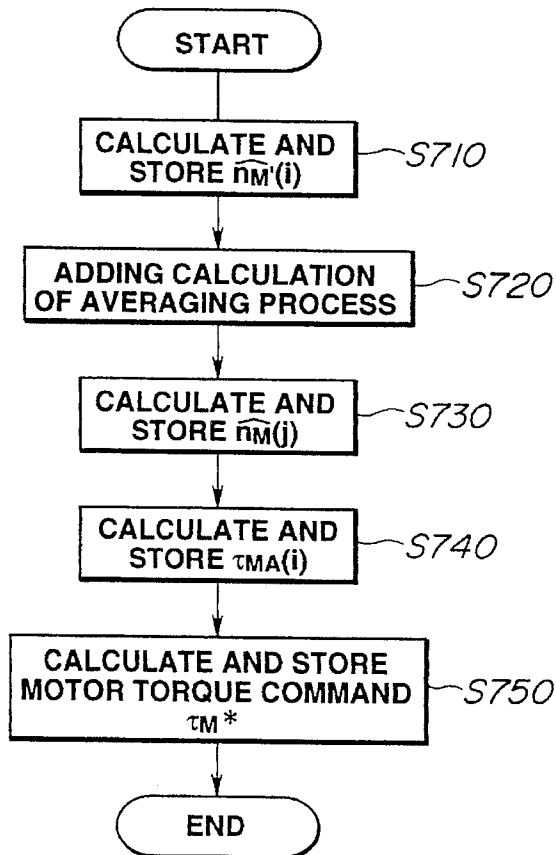 START
CALCULATE AND
STORE n̂M'(i)
S710
ADDING CALCULATION
OF AVERAGING PROCESS
S720
CALCULATE AND
STORE n̂M(j)
S730
CALCULATE AND
STORE τMA(i)
S740
CALCULATE AND STORE
MOTOR TORQUE COMMAND
τM*
S750
END